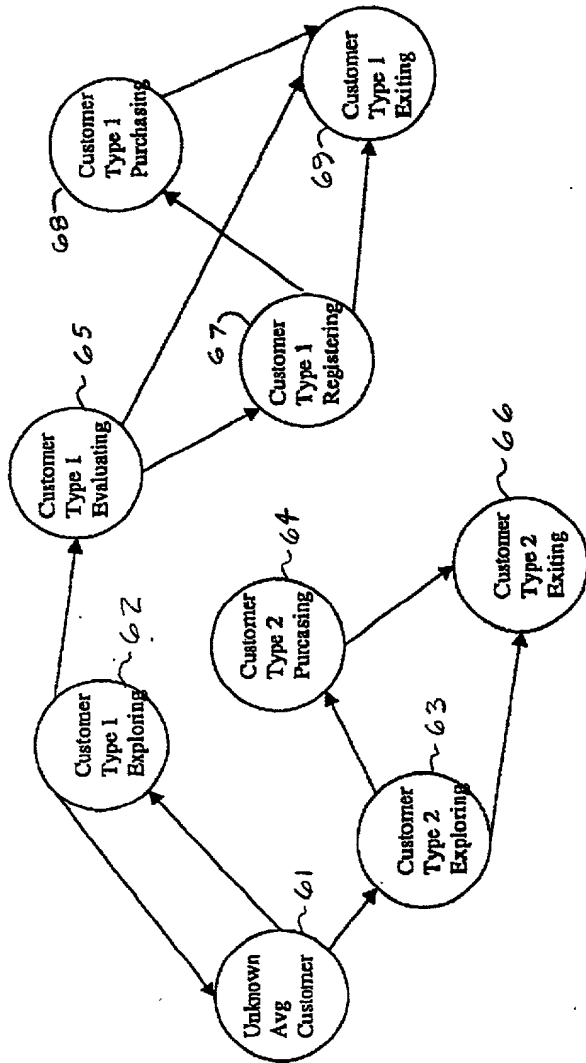 Unknown
Avg
Customer
61
Customer
Type 1
Exploring
62
Customer
Type 2
Exploring
63
Customer
Type 2
Purcasing
64
Customer
Type 1
Evaluating
65
Customer
Type 2
Exiting
66
Customer
Type 1
Registering
67
Customer
Type 1
Purchasing
68
Customer
Type 1
Exiting
69